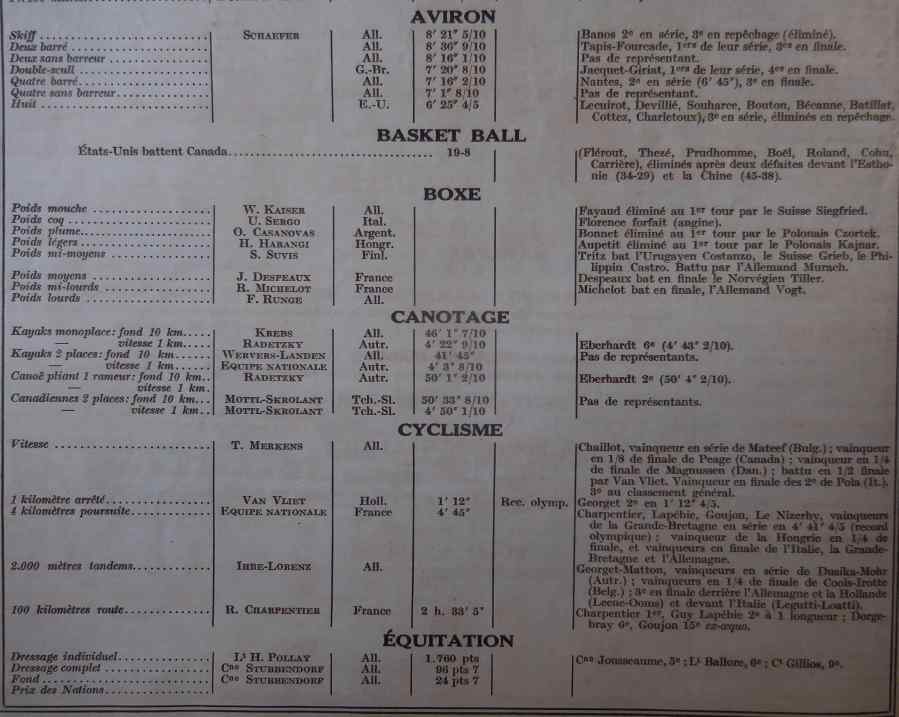 AVIRON
Skiff SCHAEFER All. 8′ 21″ 5/10 Banos 2e en série, 3e en repêchage (éliminé).
Deux barré All. 8′ 36″ 9/10 Tapis-Fourcade, 1ers de leur série, 3es en finale.
Deux sans barreur All. 8′ 16″ 1/10 Pas de représentant.
Double-scull G.-Br. 7′ 20″ 8/10 Jacquet-Giriat, 1ers de leur série, 4es en finale.
Quatre barré All. 7′ 16″ 2/10 Nantes, 2e en série (6′ 45″), 3e en finale.
Quatre sans barreur All. 7′ 1″ 8/10 Pas de représentant.
Huit E.-U. 6′ 25″ 4/5 Lecuirot, Devillié, Souharce, Bouton, Bécanne, Batillat,
Cottez, Charletoux), 3e en série, éliminés en repêchage.
BASKET BALL
États-Unis battent Canada 19-8 (Flérout, Thezé, Prudhomme, Boël, Roland, Cohu,
Carrière), éliminés après deux défaites devant l'Estho-
nie (34-29) et la Chine (45-38).
BOXE
Poids mouche W. KAISER All. Fayaud éliminé au 1er tour par le Suisse Siegfried.
Poids coq U. SERGO Ital. Florence forfait (angine).
Poids plume O. CASANOVAS Argent. Bonnet éliminé au 1er tour par le Polonais Czortek.
Poids légers H. HARANGI Hongr. Aupetit éliminé au 1er tour par le Polonais Kajnar.
Poids mi-moyens S. SUVIS Finl. Tritz bat l'Urugayen Costanzo, le Suisse Grieb, le Phi-
lippin Castro. Battu par l'Allemand Murach.
Poids moyens J. DESPEAUX France Despeaux bat en finale le Norvégien Tiller.
Poids mi-lourds R. MICHELOT France Michelot bat en finale, l'Allemand Vogt.
Poids lourds F. RUNGE All.
CANOTAGE
Kayaks monoplace: fond 10 km. KREBS All. 46′ 1″ 7/10
— vitesse 1 km. RADETZKY Autr. 4′ 22″ 9/10 Eberhardt 6e (4′ 43″ 2/10).
Kayaks 2 places: fond 10 km. WERVERS-LANDEN All. 41′ 45″ Pas de représentants.
— vitesse 1 km. EQUIPE NATIONALE Autr. 4′ 3″ 8/10
Canoë pliant 1 rameur: fond 10 km. RADETZKY Autr. 50′ 1″ 2/10 Eberhardt 2e (50′ 4″ 2/10).
— vitesse 1 km.
Canadiennes 2 places: fond 10 km. MOTTL-SKROLANT Tch.-Sl. 50′ 33″ 8/10 Pas de représentants.
— vitesse 1 km. MOTTL-SKROLANT Tch.-Sl. 4′ 50″ 1/10
CYCLISME
Vitesse T. MERKENS All. Chaillot, vainqueur en série de Mateef (Bulg.) ; vainqueur
en 1/8 de finale de Peage (Canada) ; vainqueur en 1/4
de finale de Magnussen (Dan.) ; battu en 1/2 finale
par Van Vliet. Vainqueur en finale des 2es de Pola (It.).
3e au classement général.
1 kilomètre arrêté VAN VLIET Holl. 1′ 12″ Rec. olymp. Georget 2e en 1′ 12″ 4/5.
4 kilomètres poursuite EQUIPE NATIONALE France 4′ 45″ Charpentier, Lapébie, Goujon, Le Nizerhy, vainqueurs
de la Grande-Bretagne en série en 4′ 41″ 4/5 (record
olympique) ; vainqueur de la Hongrie en 1/4 de
finale, et vainqueurs en finale de l'Italie, la Grande-
Bretagne et l'Allemagne.
2.000 mètres tandems IHBE-LORENZ All. Georget-Matton, vainqueurs en série de Dusika-Mohr
(Autr.) ; vainqueurs en 1/4 de finale de Cools-Irotte
(Belg.) ; 3e en finale derrière l'Allemagne et la Hollande
(Leene-Ooms) et devant l'Italie (Legutti-Loatti).
100 kilomètres route R. CHARPENTIER France 2 h. 33′ 5″ Charpentier 1er, Guy Lapébie 2e à 1 longueur ; Dorge-
bray 6e, Goujon 15e ex-æquo.
ÉQUITATION
Dressage individuel Lt H. POLLAY All. 1.760 pts Cne Jousseaume, 5e ; Lt Ballore, 6e ; Ct Gillios, 9e.
Dressage complet Cne STUBBENDORF All. 96 pts 7
Fond Cne STUBBENDORF All. 24 pts 7
Prix des Nations